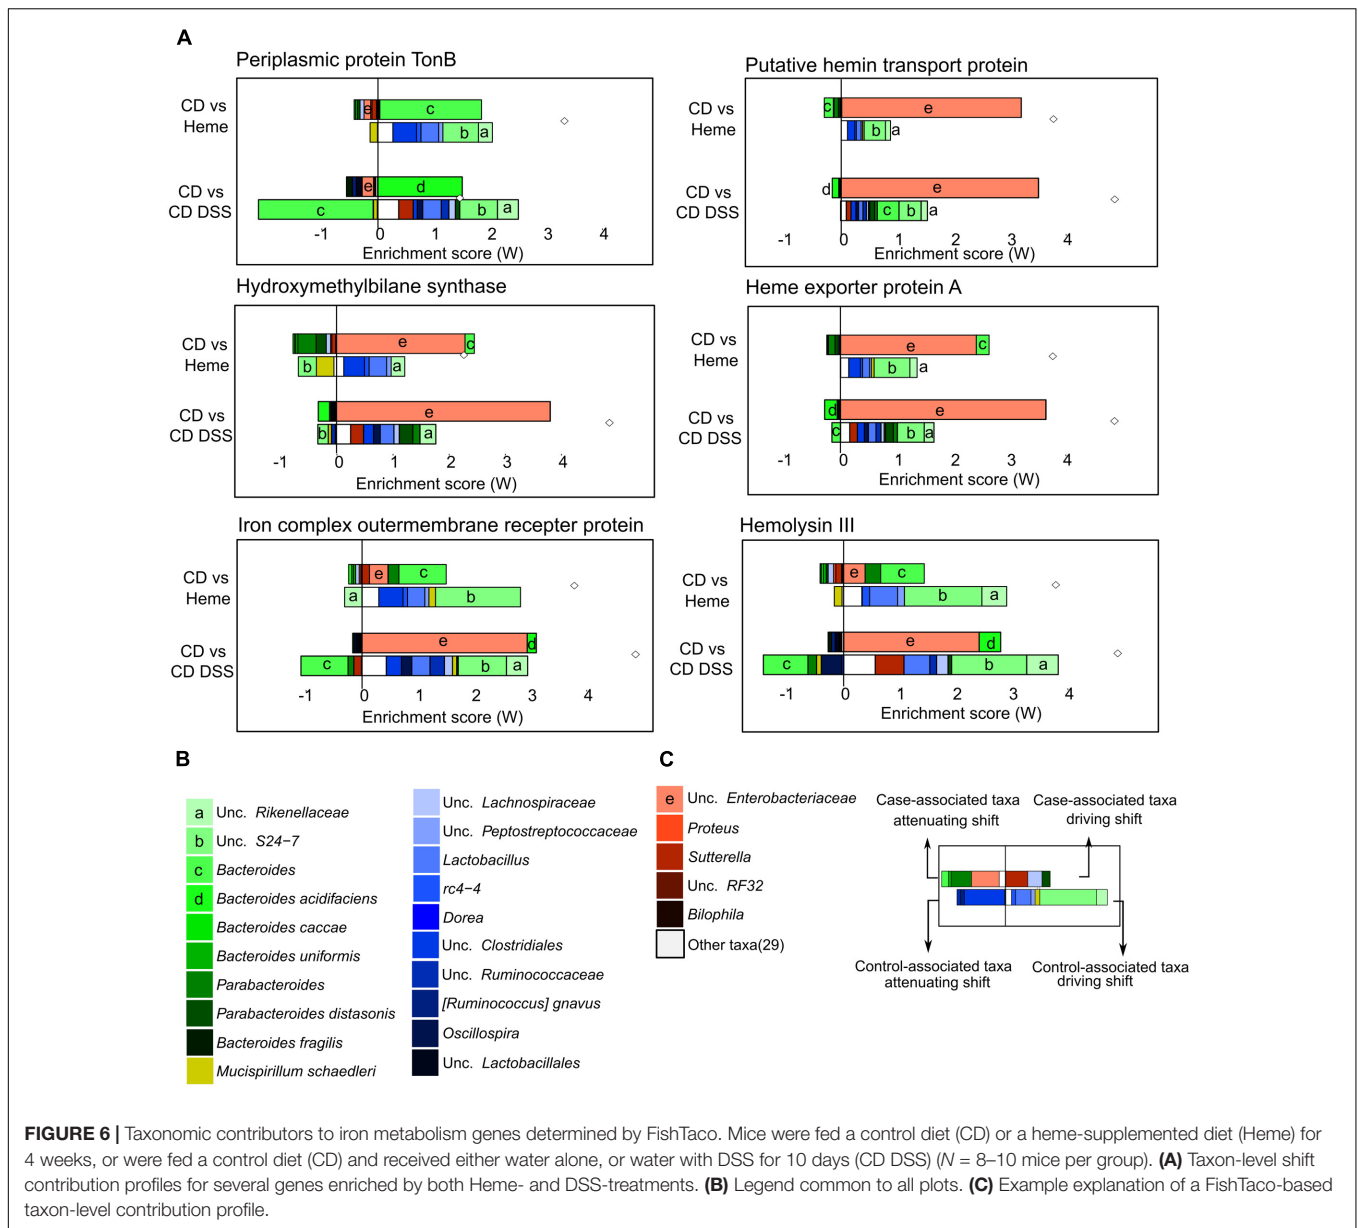 A
Periplasmic protein TonB
CD vs
Heme
e
c
b
a
CD vs
CD DSS
e
d
c
b
a
-1 0 1 2 3 4
Enrichment score (W)
Putative hemin transport protein
CD vs
Heme
c
e
b
a
CD vs
CD DSS
d
e
c
b
a
-1 0 1 2 3 4
Enrichment score (W)
Hydroxymethylbilane synthase
CD vs
Heme
e
c
b
a
CD vs
CD DSS
e
b
a
-1 0 1 2 3 4
Enrichment score (W)
Heme exporter protein A
CD vs
Heme
e
c
b
a
CD vs
CD DSS
d
e
c
b
a
-1 0 1 2 3 4
Enrichment score (W)
Iron complex outermembrane recepter protein
CD vs
Heme
e
c
a
b
CD vs
CD DSS
e
d
c
b
a
-1 0 1 2 3 4
Enrichment score (W)
Hemolysin III
CD vs
Heme
e
c
b
a
CD vs
CD DSS
e
d
c
b
a
-1 0 1 2 3 4
Enrichment score (W)
B
a Unc. Rikenellaceae
b Unc. S24-7
c Bacteroides
d Bacteroides acidifaciens
Bacteroides caccae
Bacteroides uniformis
Parabacteroides
Parabacteroides distasonis
Bacteroides fragilis
Mucispirillum schaedleri
Unc. Lachnospiraceae
Unc. Peptostreptococcaceae
Lactobacillus
rc4-4
Dorea
Unc. Clostridiales
Unc. Ruminococcaceae
[Ruminococcus] gnavus
Oscillospira
Unc. Lactobacillales
C
e Unc. Enterobacteriaceae
Proteus
Sutterella
Unc. RF32
Bilophila
Other taxa(29)
Case-associated taxa
attenuating shift
Case-associated taxa
driving shift
Control-associated taxa
attenuating shift
Control-associated taxa
driving shift
FIGURE 6 | Taxonomic contributors to iron metabolism genes determined by FishTaco. Mice were fed a control diet (CD) or a heme-supplemented diet (Heme) for
4 weeks, or were fed a control diet (CD) and received either water alone, or water with DSS for 10 days (CD DSS) (N = 8–10 mice per group). (A) Taxon-level shift
contribution profiles for several genes enriched by both Heme- and DSS-treatments. (B) Legend common to all plots. (C) Example explanation of a FishTaco-based
taxon-level contribution profile.